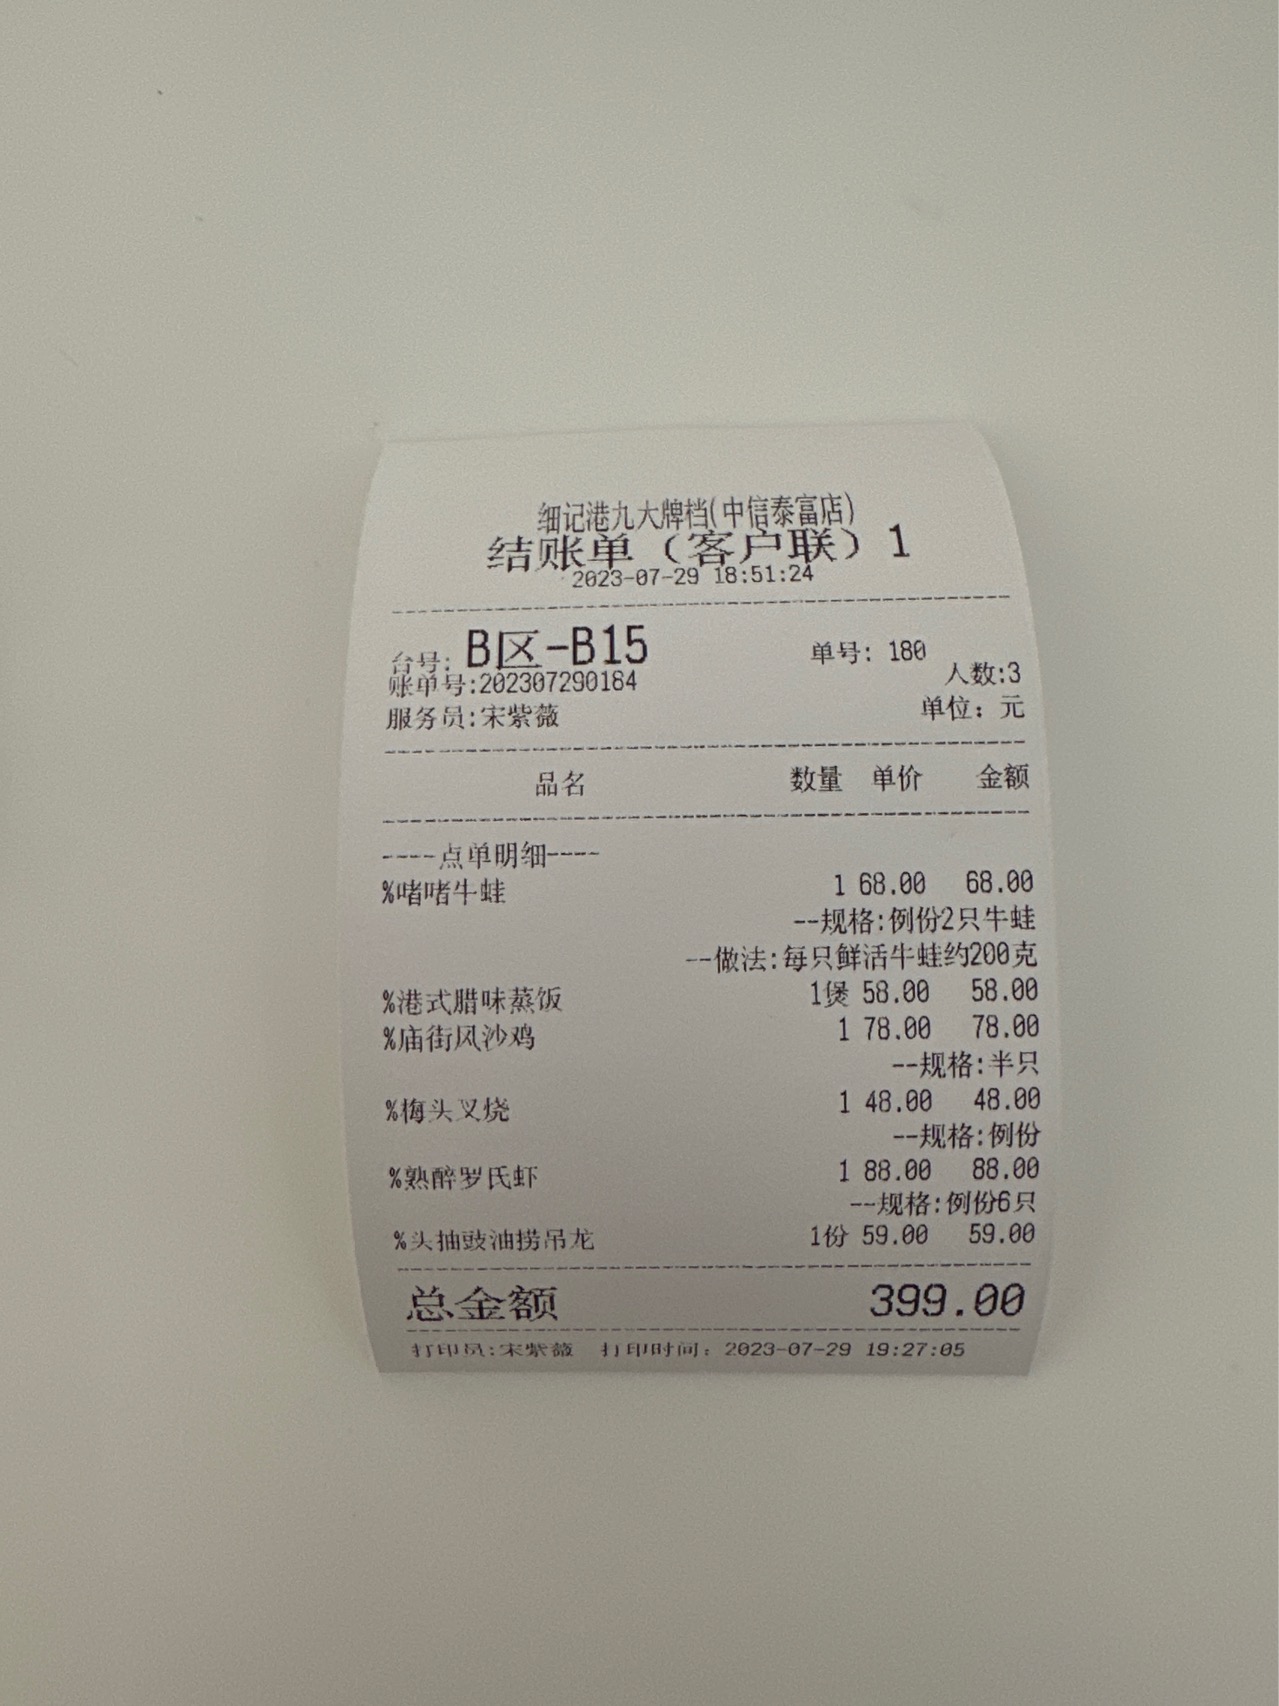 细记港九大牌档(中信泰富店)
结账单（客户联）1
2023-07-29 18:51:24
台号: B区-B15 单号: 180
账单号:202307290184 人数:3
服务员:宋紫薇 单位: 元
品名 数量 单价 金额
----点单明细----
%啫啫牛蛙 1 68.00 68.00
--规格:例份2只牛蛙
--做法:每只鲜活牛蛙约200克
%港式腊味蒸饭 1煲 58.00 58.00
%庙街风沙鸡 1 78.00 78.00
--规格:半只
%梅头叉烧 1 48.00 48.00
--规格:例份
%熟醉罗氏虾 1 88.00 88.00
--规格:例份6只
%头抽豉油捞吊龙 1份 59.00 59.00
总金额 399.00
打印员:宋紫薇 打印时间: 2023-07-29 19:27:05